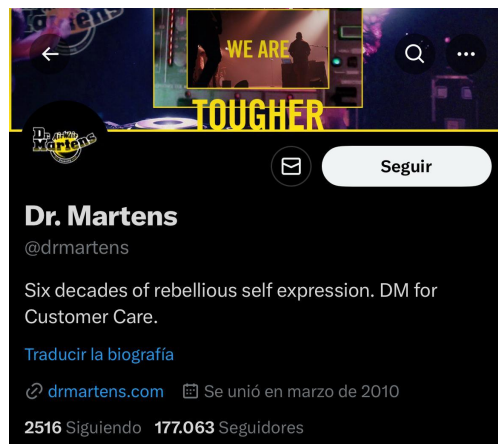 WE ARE
TOUGHER
Dr. Martens
Seguir
Dr. Martens
@drmartens
Six decades of rebellious self expression. DM for
Customer Care.
Traducir la biografía
drmartens.com Se unió en marzo de 2010
2516 Siguiendo 177.063 Seguidores